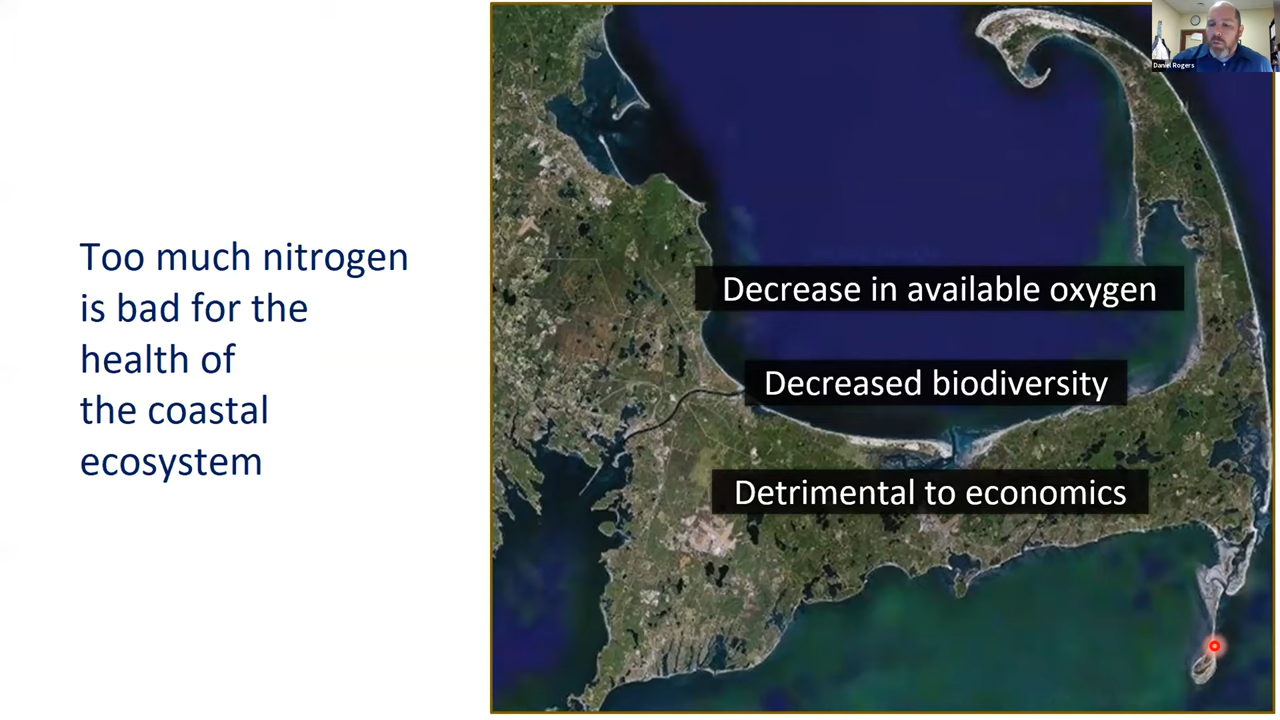 Too much nitrogen
is bad for the
health of
the coastal
ecosystem
Decrease in available oxygen
Decreased biodiversity
Detrimental to economics
Daniel Rogers